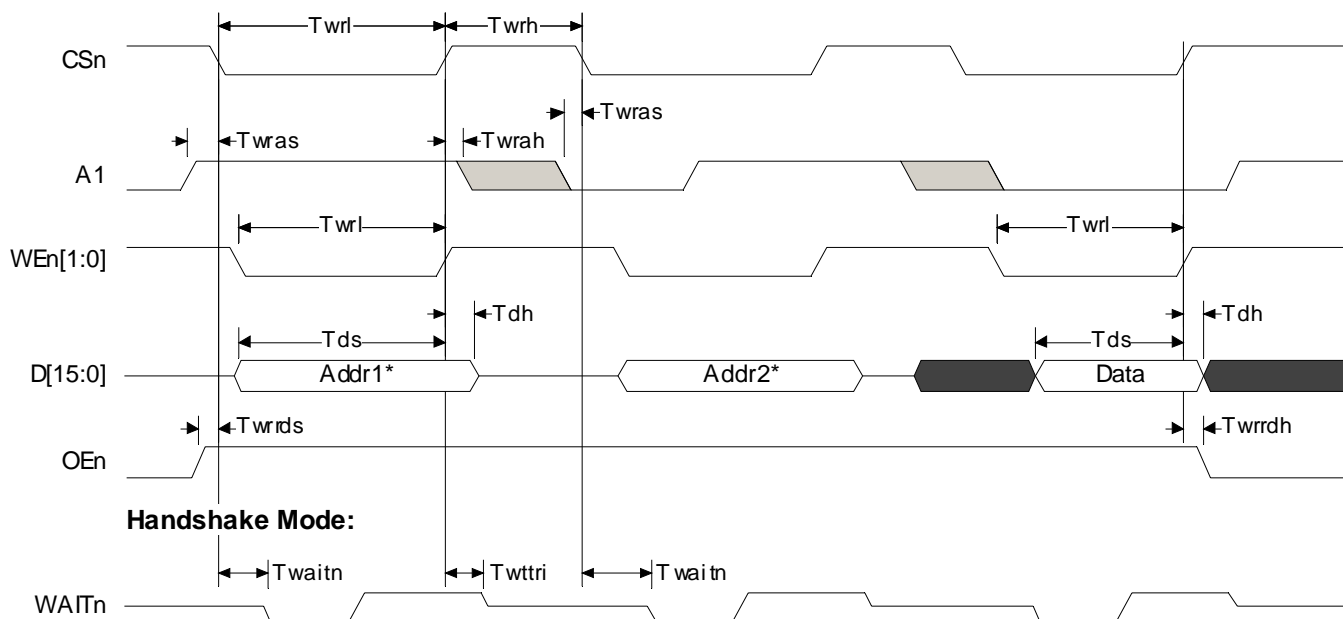 Twrl Twrh
CSn
Twras
Twras Twrah
A1
Twrl Twrl
WEn[1:0]
Tdh Tdh
Tds Tds
D[15:0] Addr1* Addr2* Data
Twrrds Twrrdh
OEn
Handshake Mode:
Twaitn Twttri Twaitn
WAITn